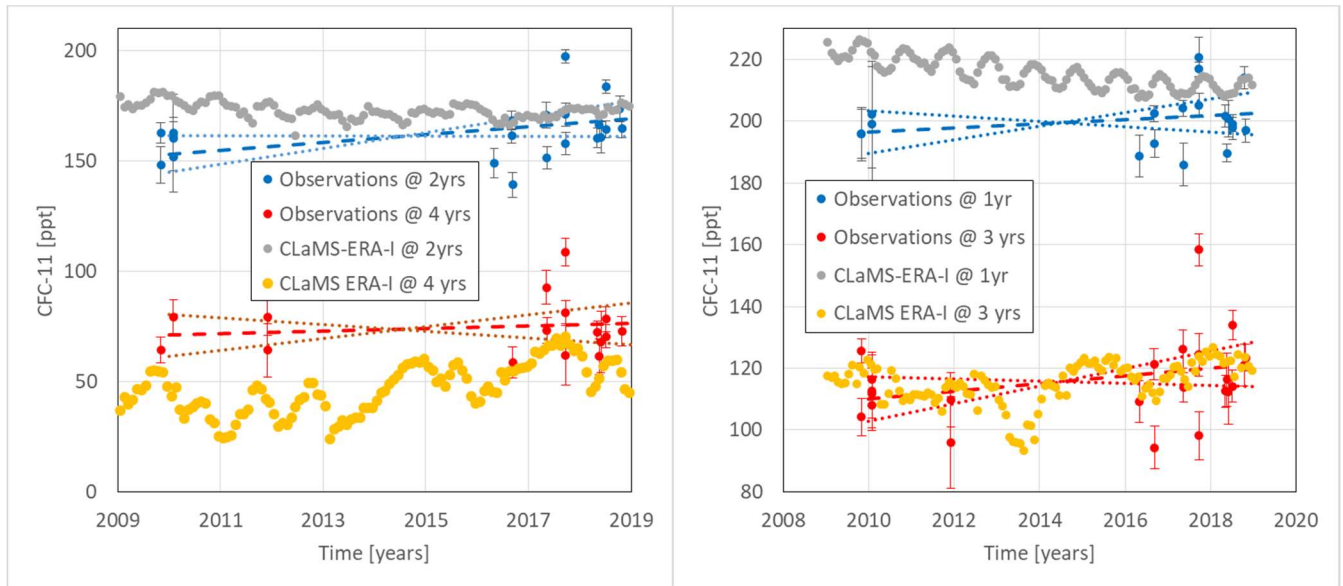 200
150
100
50
0
CFC-11 [ppt]
Observations @ 2yrs
Observations @ 4 yrs
CLaMS-ERA-I @ 2yrs
CLaMS ERA-I @ 4 yrs
2009 2011 2013 2015 2017 2019
Time [years]
220
200
180
160
140
120
100
80
CFC-11 [ppt]
Observations @ 1yr
Observations @ 3 yrs
CLaMS-ERA-I @ 1yr
CLaMS ERA-I @ 3 yrs
2008 2010 2012 2014 2016 2018 2020
Time [years]